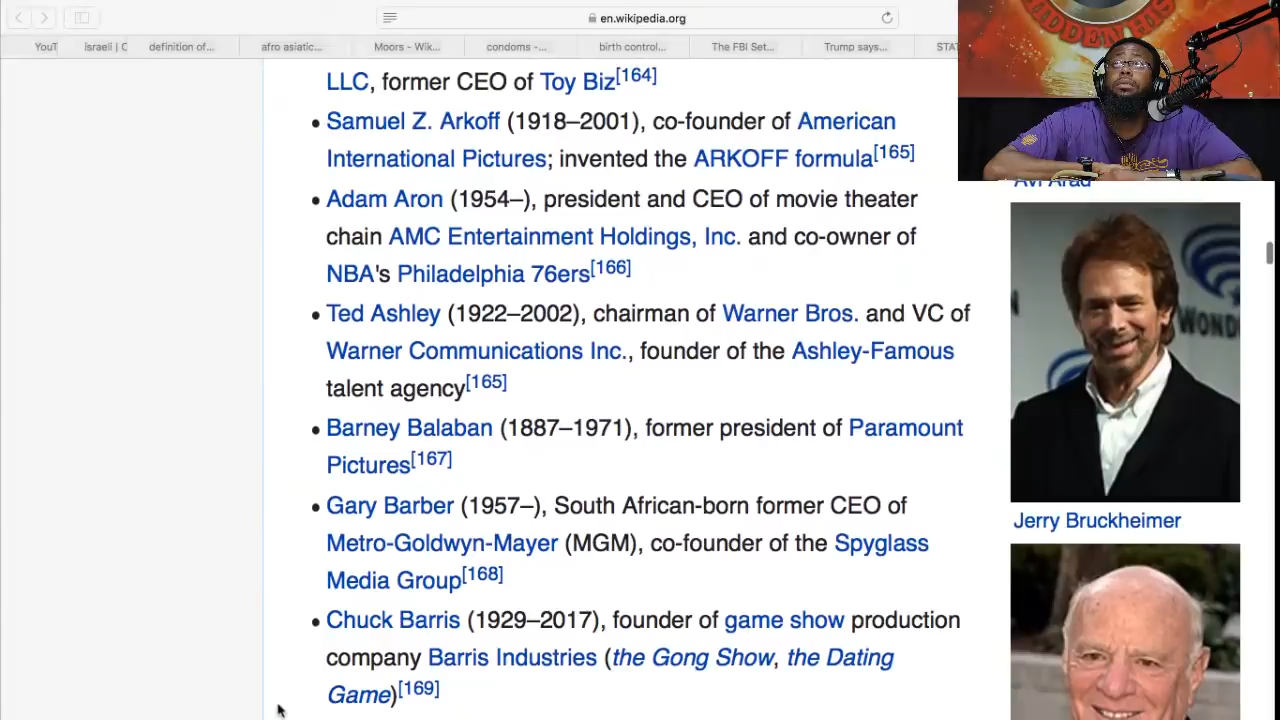 en.wikipedia.org
YouT
Israeli | C
definition of...
afro asiatic...
Moors - Wik...
condoms -...
birth control...
The FBI Set...
Trump says...
STAT
HIDDEN HIS
LLC, former CEO of Toy Biz[164]
• Samuel Z. Arkoff (1918–2001), co-founder of American
International Pictures; invented the ARKOFF formula[165]
Avi Arad
• Adam Aron (1954–), president and CEO of movie theater
chain AMC Entertainment Holdings, Inc. and co-owner of
NBA's Philadelphia 76ers[166]
• Ted Ashley (1922–2002), chairman of Warner Bros. and VC of
Warner Communications Inc., founder of the Ashley-Famous
talent agency[165]
WOND
• Barney Balaban (1887–1971), former president of Paramount
Pictures[167]
• Gary Barber (1957–), South African-born former CEO of
Metro-Goldwyn-Mayer (MGM), co-founder of the Spyglass
Media Group[168]
Jerry Bruckheimer
• Chuck Barris (1929–2017), founder of game show production
company Barris Industries (the Gong Show, the Dating
Game)[169]